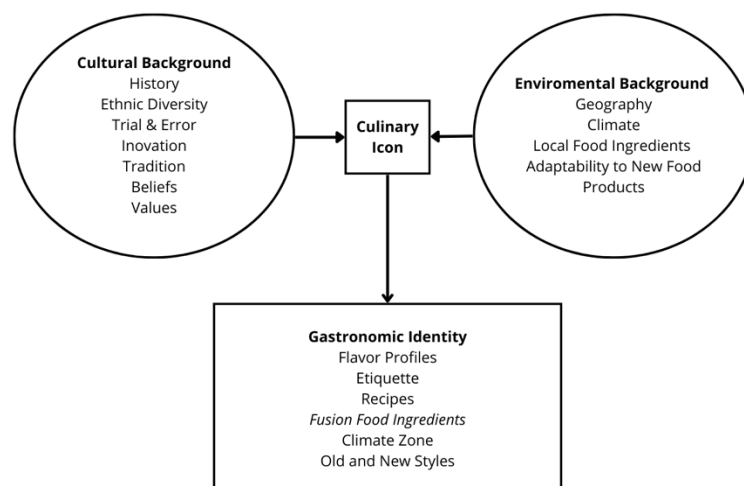 Cultural Background
History
Ethnic Diversity
Trial & Error
Inovation
Tradition
Beliefs
Values
Culinary
Icon
Enviromental Background
Geography
Climate
Local Food Ingredients
Adaptability to New Food
Products
Gastronomic Identity
Flavor Profiles
Etiquette
Recipes
Fusion Food Ingredients
Climate Zone
Old and New Styles